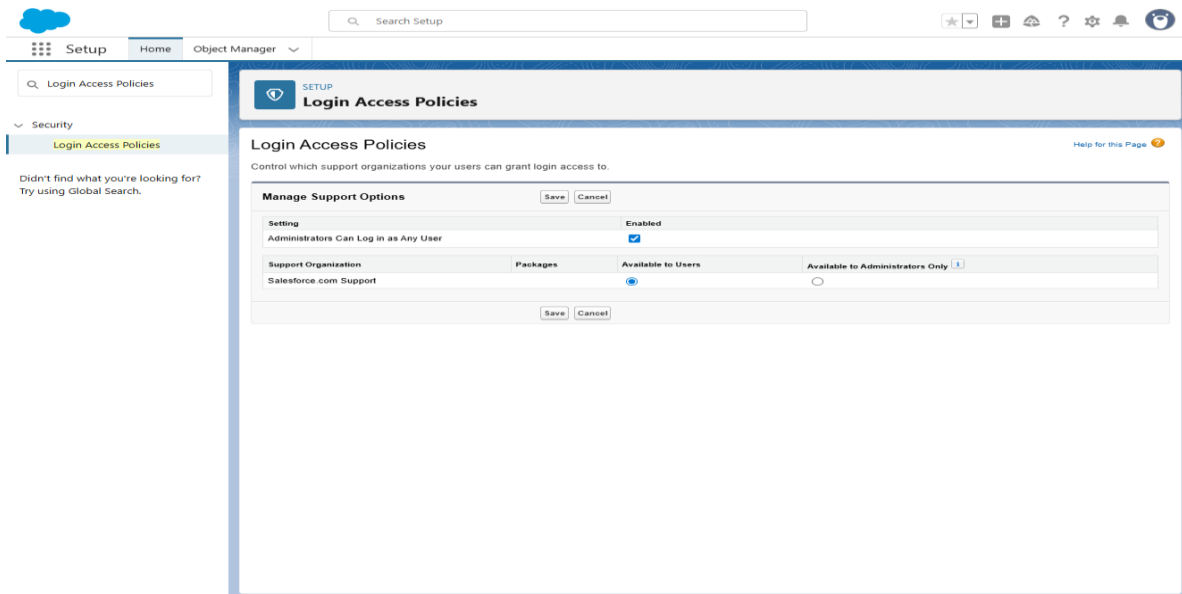 Search Setup
Setup Home Object Manager
Login Access Policies
Security
Login Access Policies
Didn't find what you're looking for?
Try using Global Search.
SETUP
Login Access Policies
Login Access Policies
Help for this Page
Control which support organizations your users can grant login access to.
Manage Support Options Save Cancel
Setting Enabled
Administrators Can Log in as Any User
Support Organization Packages Available to Users Available to Administrators Only i
Salesforce.com Support
Save Cancel